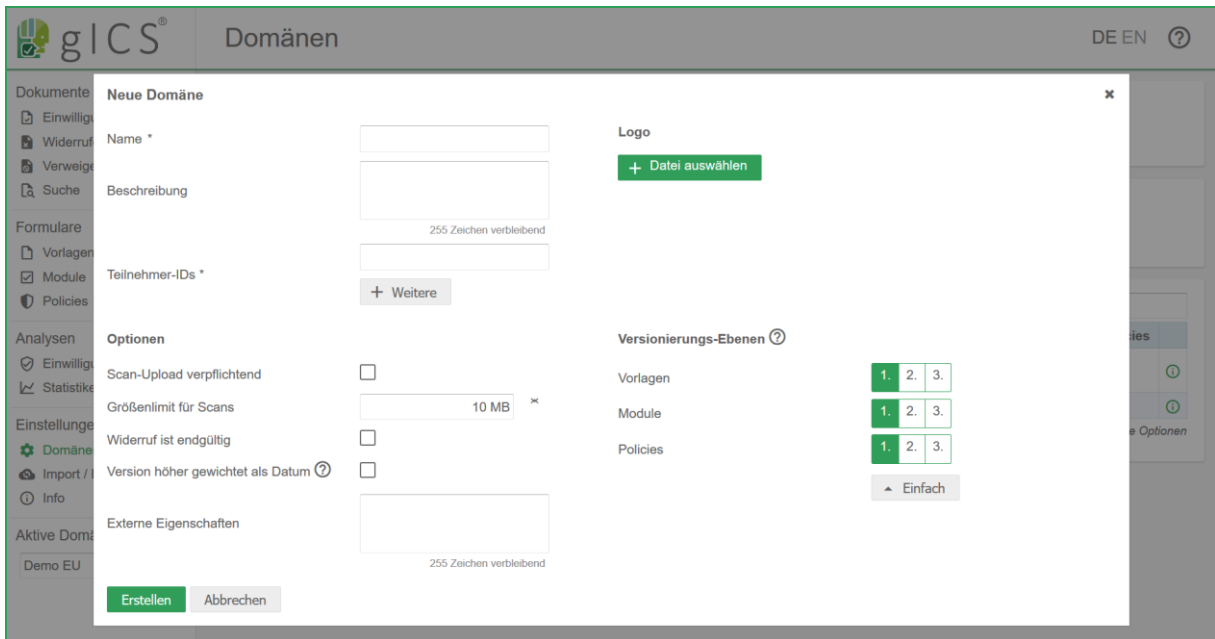 gICS®
Domänen
DE EN
Dokumente
Einwillig
Widerruf
Verweige
Suche
Formulare
Vorlagen
Module
Policies
Analysen
Einwillig
Statistike
Einstellunge
Domäne
Import /
Info
Aktive Domä
Demo EU
Neue Domäne
Name *
Beschreibung
255 Zeichen verbleibend
Teilnehmer-IDs *
+ Weitere
Logo
+ Datei auswählen
Optionen
Scan-Upload verpflichtend
Größenlimit für Scans
10 MB
Widerruf ist endgültig
Version höher gewichtet als Datum ?
Externe Eigenschaften
255 Zeichen verbleibend
Versionierungs-Ebenen ?
Vorlagen
1. 2. 3.
Module
1. 2. 3.
Policies
1. 2. 3.
Einfach
Erstellen
Abbrechen
cies
e Optionen